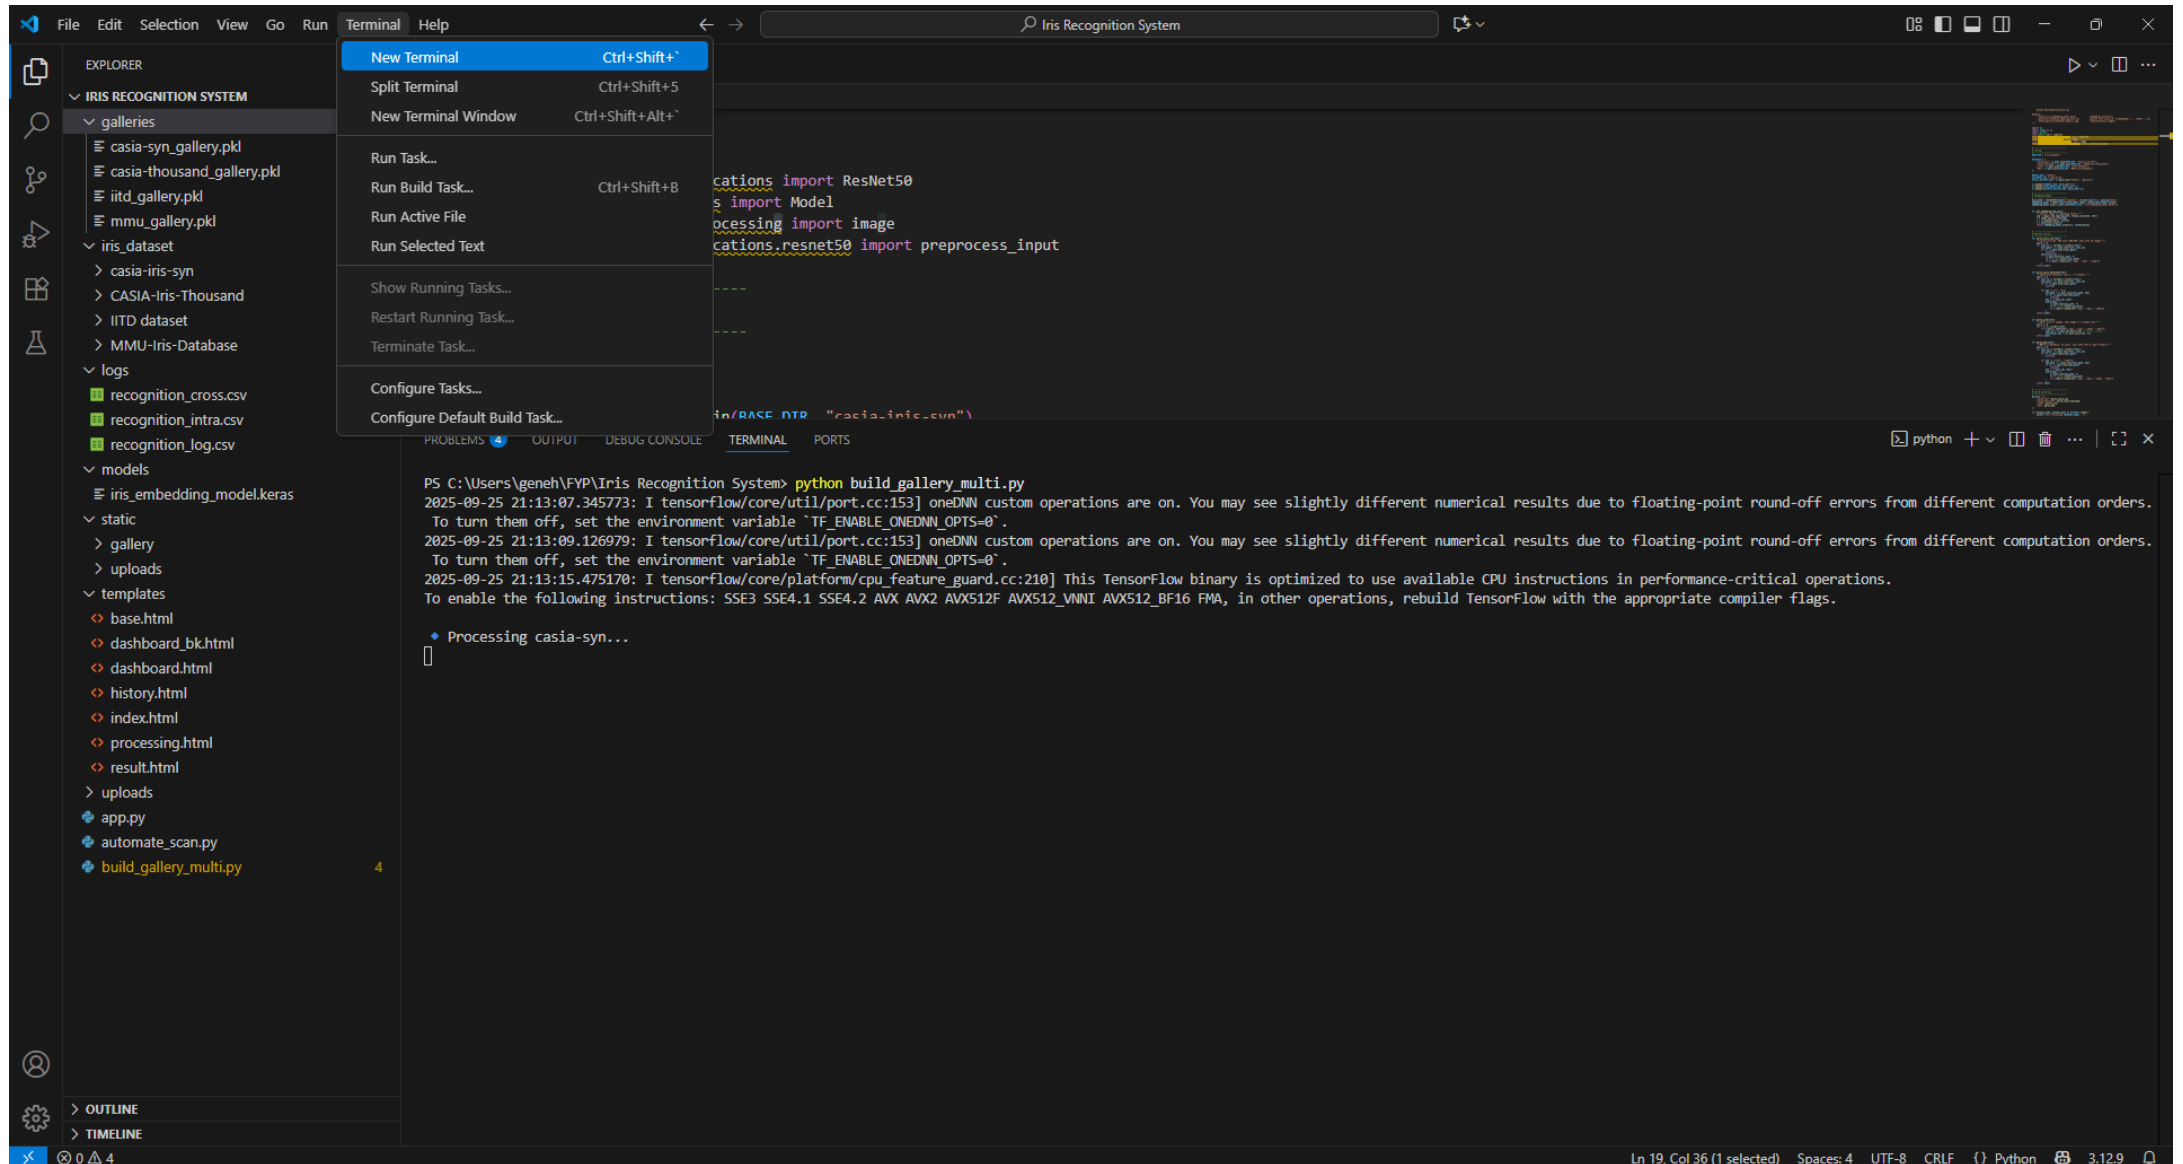 File Edit Selection View Go Run Terminal Help
Iris Recognition System
New Terminal Ctrl+Shift+`
Split Terminal Ctrl+Shift+5
New Terminal Window Ctrl+Shift+Alt+`
Run Task...
Run Build Task... Ctrl+Shift+B
Run Active File
Run Selected Text
Show Running Tasks...
Restart Running Task...
Terminate Task...
Configure Tasks...
Configure Default Build Task...
EXPLORER
IRIS RECOGNITION SYSTEM
galleries
casia-syn_gallery.pkl
casia-thousand_gallery.pkl
iitd_gallery.pkl
mmu_gallery.pkl
iris_dataset
casia-iris-syn
CASIA-Iris-Thousand
IITD dataset
MMU-Iris-Database
logs
recognition_cross.csv
recognition_intra.csv
recognition_log.csv
models
iris_embedding_model.keras
static
gallery
uploads
templates
base.html
dashboard_bk.html
dashboard.html
history.html
index.html
processing.html
result.html
uploads
app.py
automate_scan.py
build_gallery_multi.py 4
OUTLINE
TIMELINE
cations import ResNet50
s import Model
ocessing import image
cations.resnet50 import preprocess_input
----
----
in(BASE_DIR, "casia-iris-syn")
PROBLEMS 4 OUTPUT DEBUG CONSOLE TERMINAL PORTS
python
PS C:\Users\geneh\FYP\Iris Recognition System> python build_gallery_multi.py
2025-09-25 21:13:07.345773: I tensorflow/core/util/port.cc:153] oneDNN custom operations are on. You may see slightly different numerical results due to floating-point round-off errors from different computation orders.
To turn them off, set the environment variable `TF_ENABLE_ONEDNN_OPTS=0`.
2025-09-25 21:13:09.126979: I tensorflow/core/util/port.cc:153] oneDNN custom operations are on. You may see slightly different numerical results due to floating-point round-off errors from different computation orders.
To turn them off, set the environment variable `TF_ENABLE_ONEDNN_OPTS=0`.
2025-09-25 21:13:15.475170: I tensorflow/core/platform/cpu_feature_guard.cc:210] This TensorFlow binary is optimized to use available CPU instructions in performance-critical operations.
To enable the following instructions: SSE3 SSE4.1 SSE4.2 AVX AVX2 AVX512F AVX512_VNNI AVX512_BF16 FMA, in other operations, rebuild TensorFlow with the appropriate compiler flags.
Processing casia-syn...
0 4
Ln 19, Col 36 (1 selected) Spaces: 4 UTF-8 CRLF {} Python 3.12.9